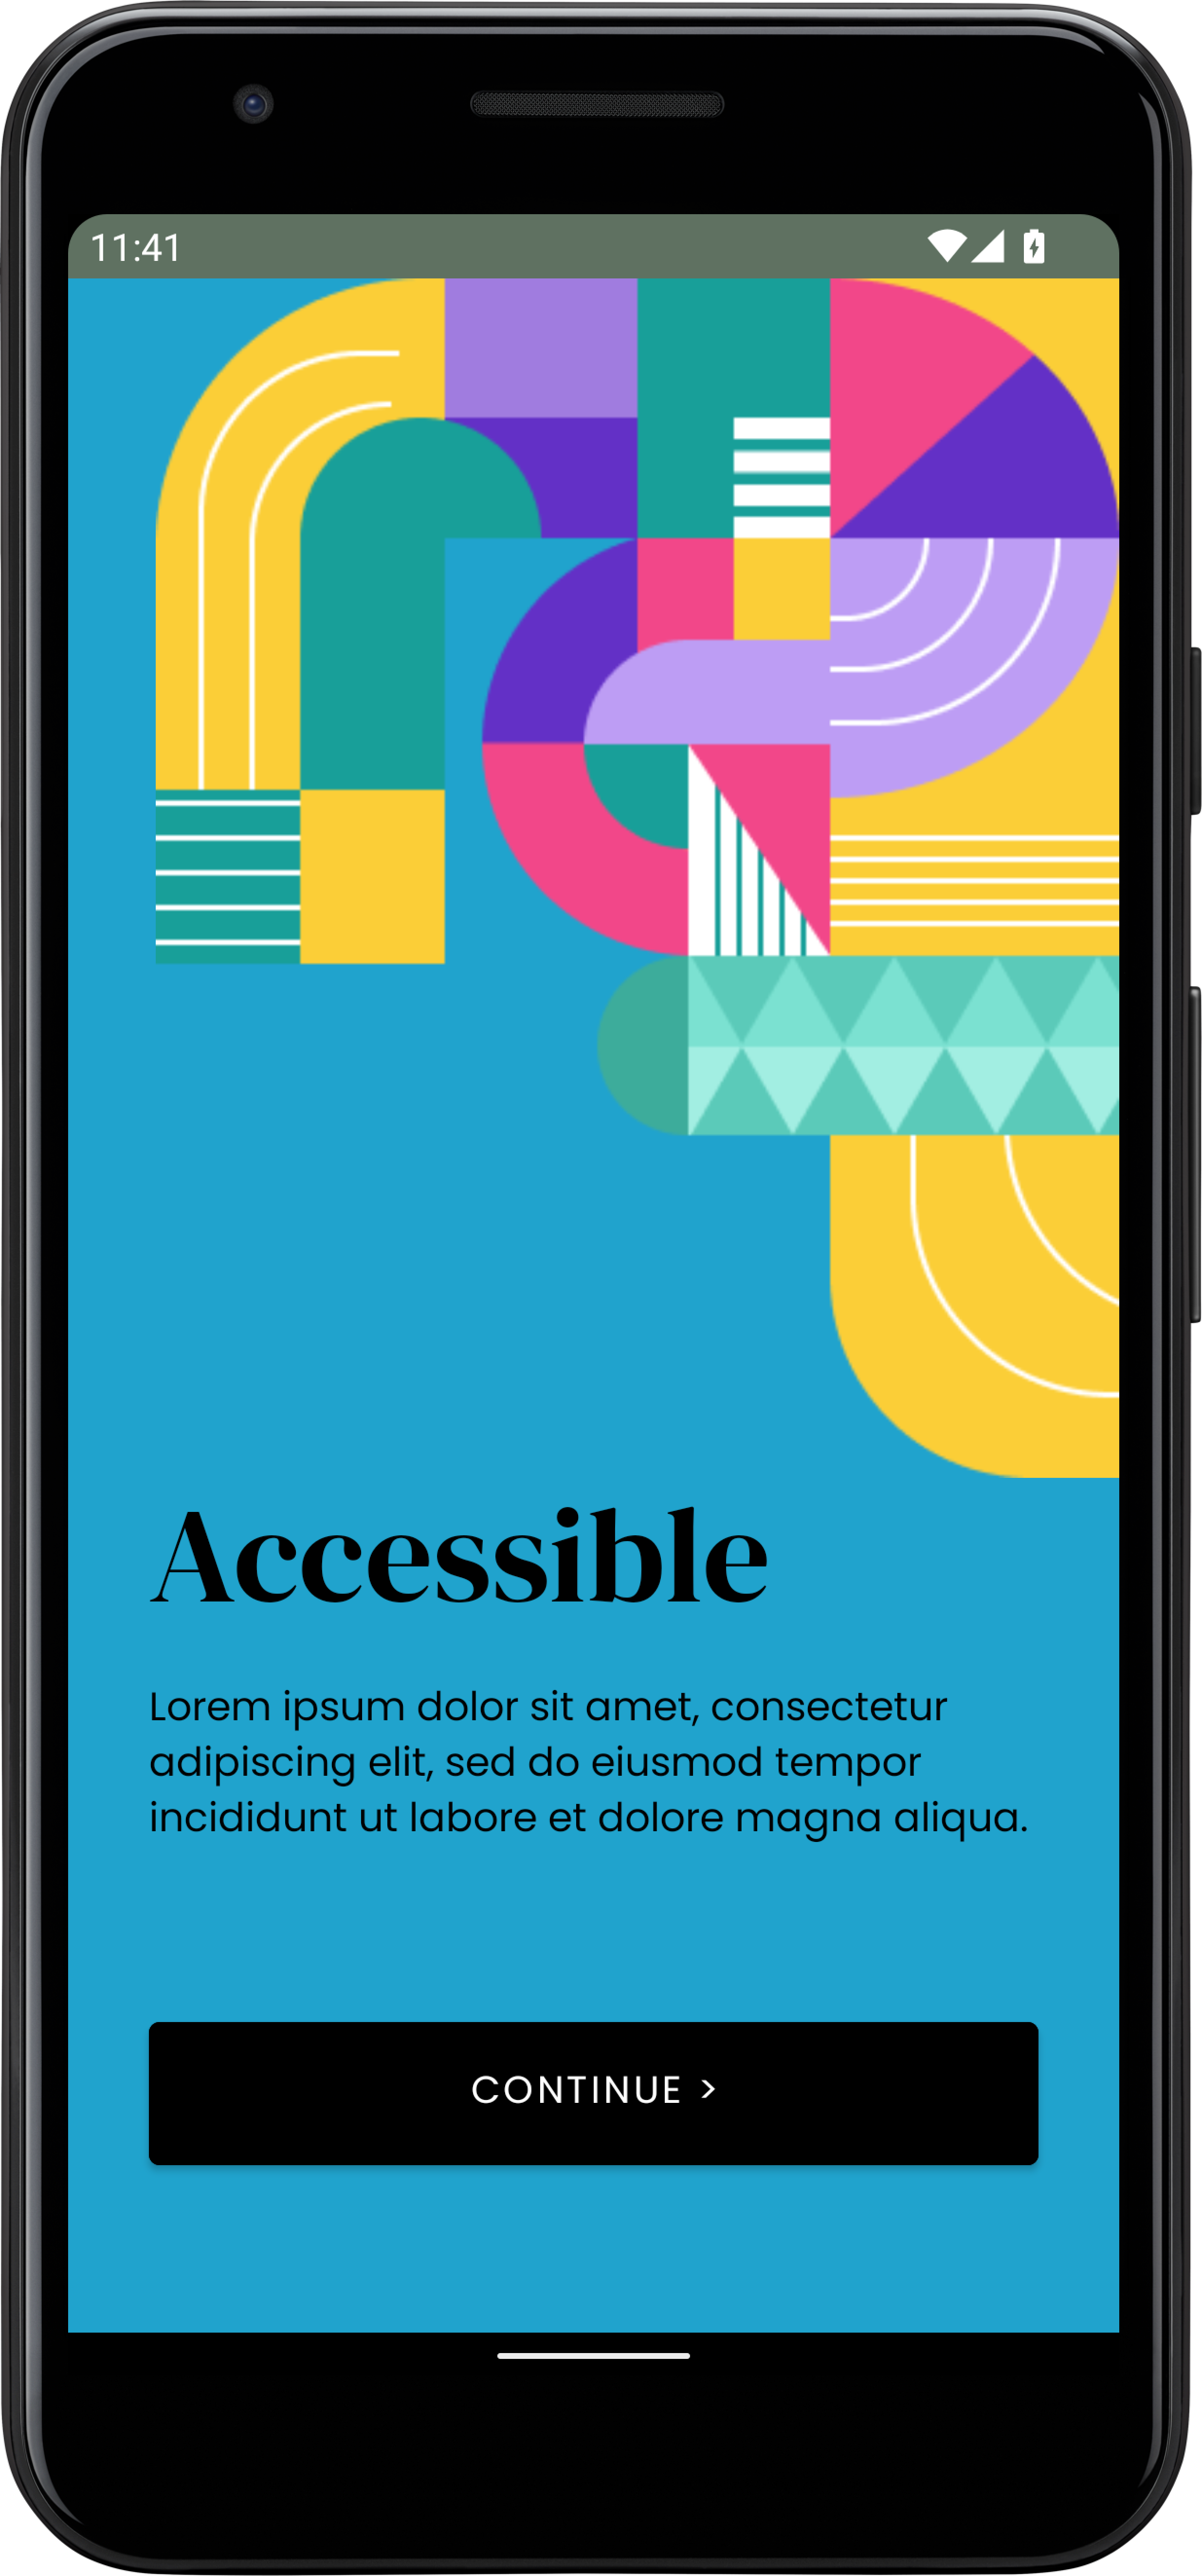 11:41
Accessible
Lorem ipsum dolor sit amet, consectetur
adipiscing elit, sed do eiusmod tempor
incididunt ut labore et dolore magna aliqua.
CONTINUE >